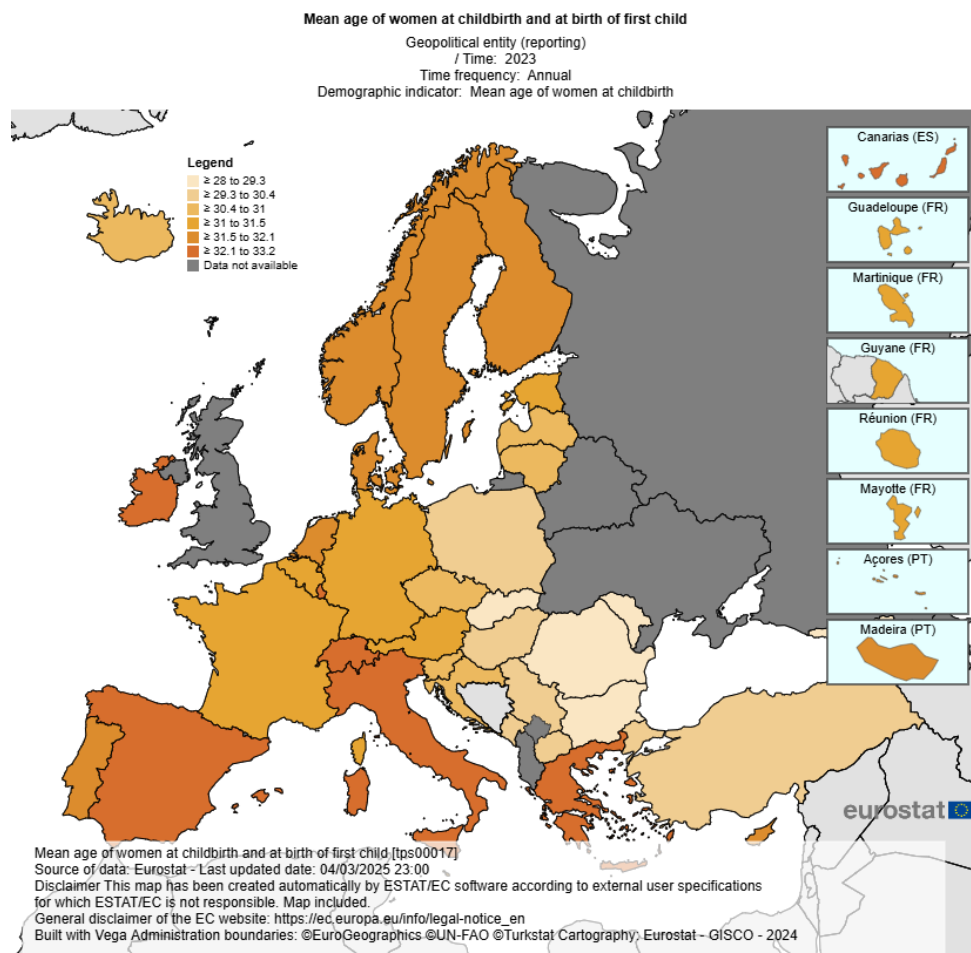 Mean age of women at childbirth and at birth of first child
Geopolitical entity (reporting)
/ Time: 2023
Time frequency: Annual
Demographic indicator: Mean age of women at childbirth
Legend
≥ 28 to 29.3
≥ 29.3 to 30.4
≥ 30.4 to 31
≥ 31 to 31.5
≥ 31.5 to 32.1
≥ 32.1 to 33.2
Data not available
Canarias (ES)
Guadeloupe (FR)
Martinique (FR)
Guyane (FR)
Réunion (FR)
Mayotte (FR)
Açores (PT)
Madeira (PT)
eurostat
Mean age of women at childbirth and at birth of first child [tps00017]
Source of data: Eurostat - Last updated date: 04/03/2025 23:00
Disclaimer This map has been created automatically by ESTAT/EC software according to external user specifications
for which ESTAT/EC is not responsible. Map included.
General disclaimer of the EC website: https://ec.europa.eu/info/legal-notice_en
Built with Vega Administration boundaries: ©EuroGeographics ©UN-FAO ©Turkstat Cartography: Eurostat - GISCO - 2024